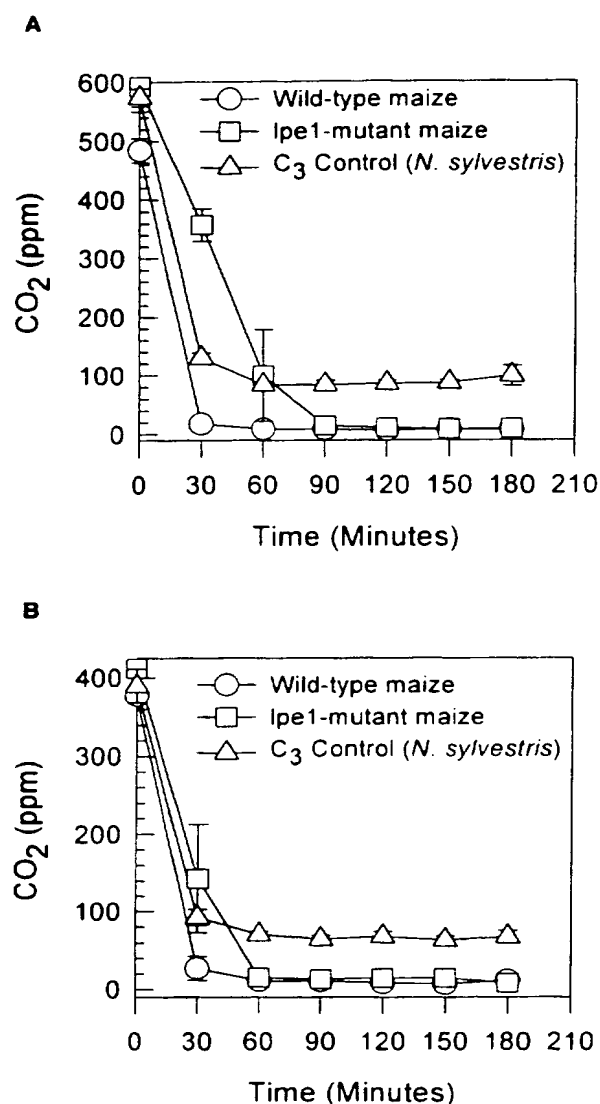 A
600
500
400
300
200
100
0
CO2 (ppm)
Wild-type maize
lpe1-mutant maize
C3 Control (N. sylvestris)
0 30 60 90 120 150 180 210
Time (Minutes)
B
400
300
200
100
0
CO2 (ppm)
Wild-type maize
lpe1-mutant maize
C3 Control (N. sylvestris)
0 30 60 90 120 150 180 210
Time (Minutes)